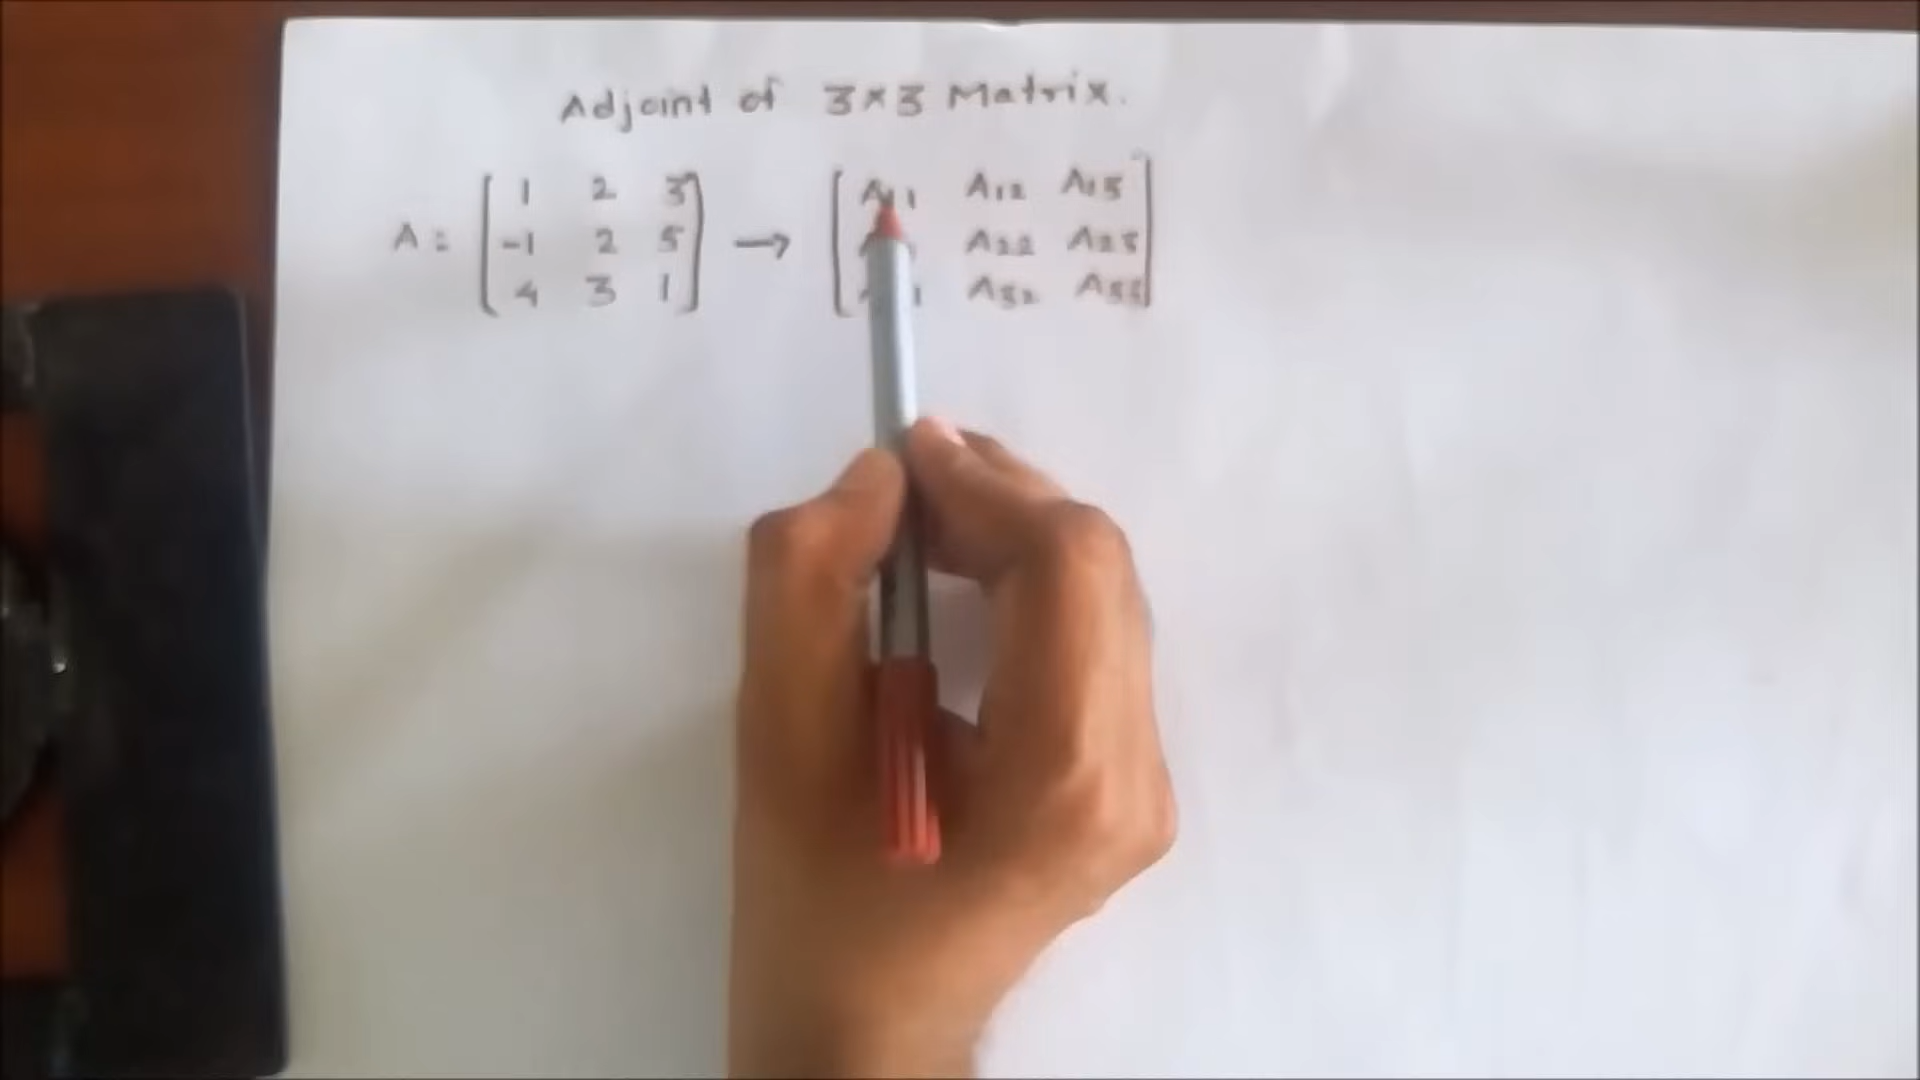 Adjoint of 3×3 Matrix.
A = [ 1 2 3 -1 2 5 4 3 1 ] → [ A11 A12 A13 A22 A23 A32 A33 ]